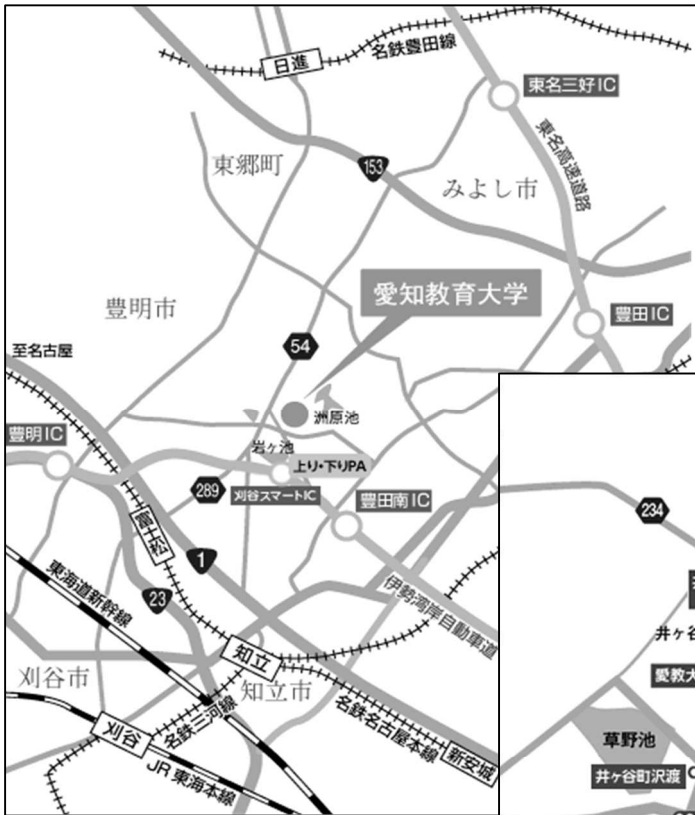 名鉄豊田線
日進
東名三好IC
東名高速道路
東郷町
153
みよし市
愛知教育大学
豊明市
豊田IC
至名古屋
54
洲原池
豊明IC
岩ヶ池
上り・下りPA
289
刈谷スマートIC
豊田南IC
富士松
1
東海道新幹線
23
伊勢湾岸自動車道
知立
刈谷市
知立市
名鉄三河線
名鉄名古屋本線
刈谷
新安城
JR東海本線
234
井ヶ谷
愛教大
草野池
井ヶ谷町沢渡